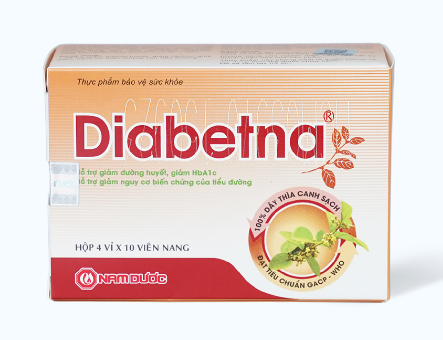 Thực phẩm bảo vệ sức khỏe
Diabetna®
hỗ trợ giảm đường huyết, giảm HbA1c
hỗ trợ giảm nguy cơ biến chứng của tiểu đường
100% DÂY THÌA CANH SẠCH
ĐẠT TIÊU CHUẨN GACP - WHO
HỘP 4 VỈ X 10 VIÊN NANG
NAM DƯỢC